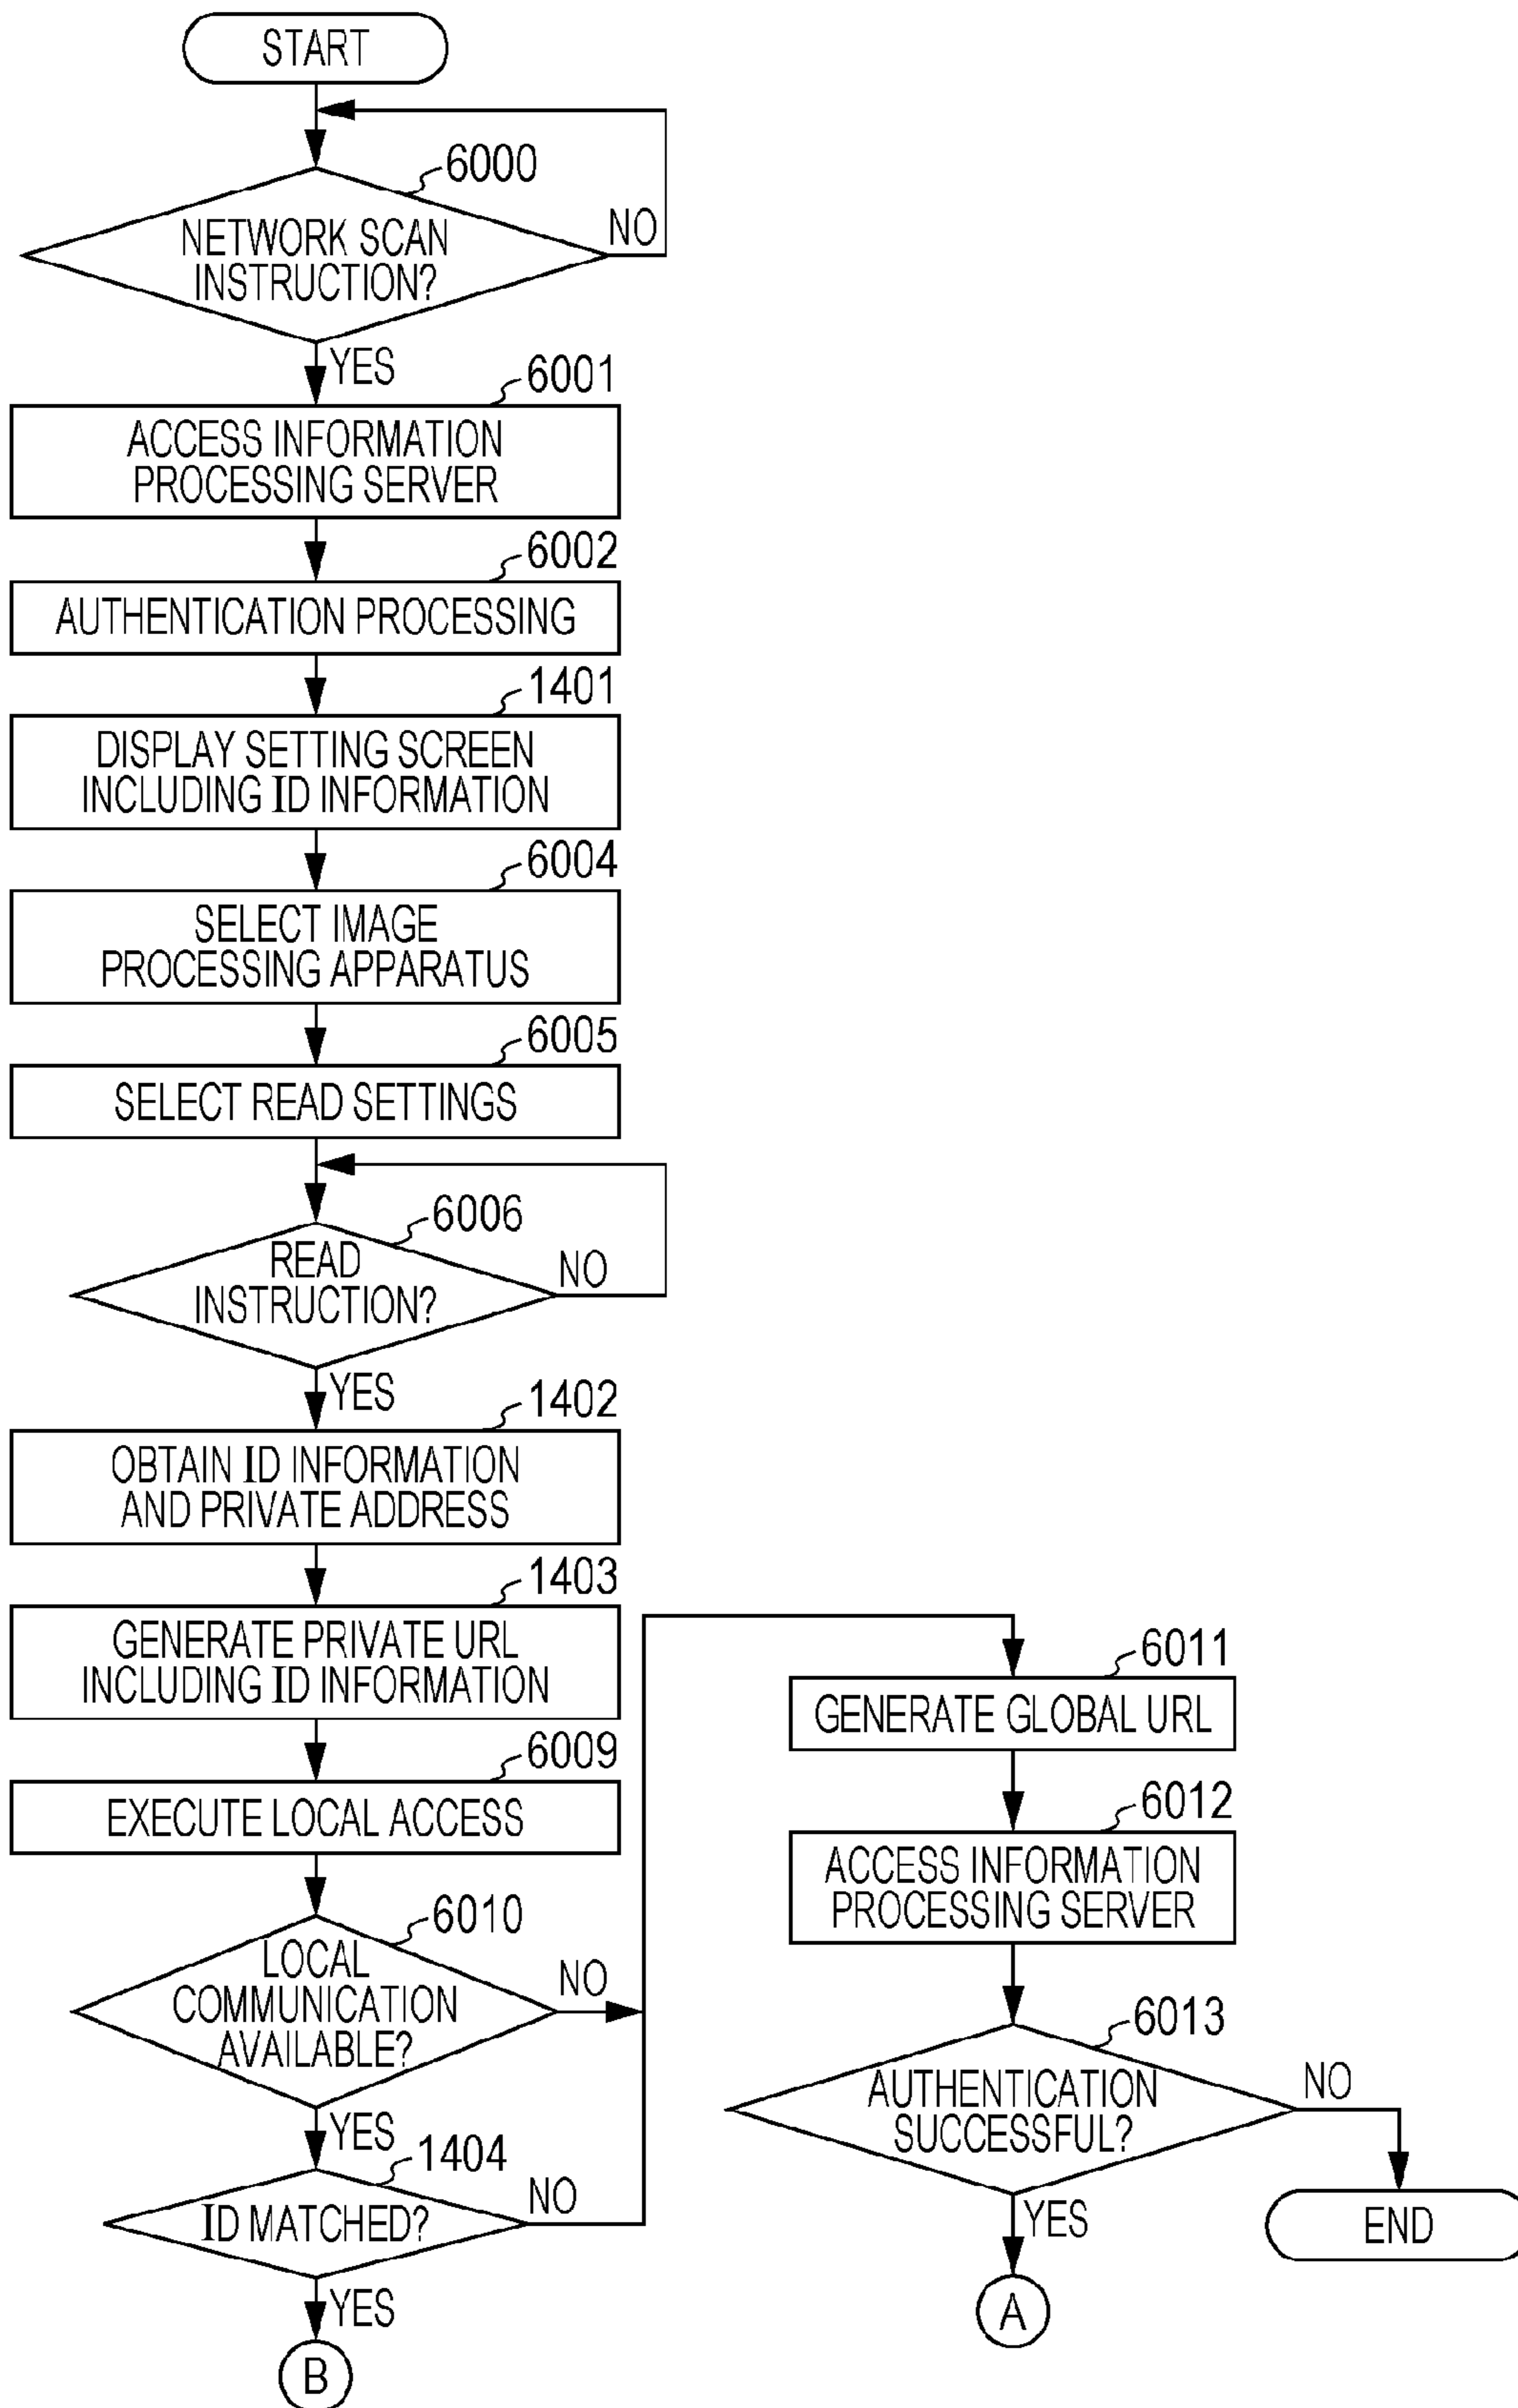 START
6000
NETWORK SCAN
INSTRUCTION?
NO
YES
6001
ACCESS INFORMATION
PROCESSING SERVER
6002
AUTHENTICATION PROCESSING
1401
DISPLAY SETTING SCREEN
INCLUDING ID INFORMATION
6004
SELECT IMAGE
PROCESSING APPARATUS
6005
SELECT READ SETTINGS
6006
READ
INSTRUCTION?
NO
YES
1402
OBTAIN ID INFORMATION
AND PRIVATE ADDRESS
1403
GENERATE PRIVATE URL
INCLUDING ID INFORMATION
6009
EXECUTE LOCAL ACCESS
6010
LOCAL
COMMUNICATION
AVAILABLE?
NO
YES
1404
ID MATCHED?
NO
YES
B
6011
GENERATE GLOBAL URL
6012
ACCESS INFORMATION
PROCESSING SERVER
6013
AUTHENTICATION
SUCCESSFUL?
NO
YES
END
A